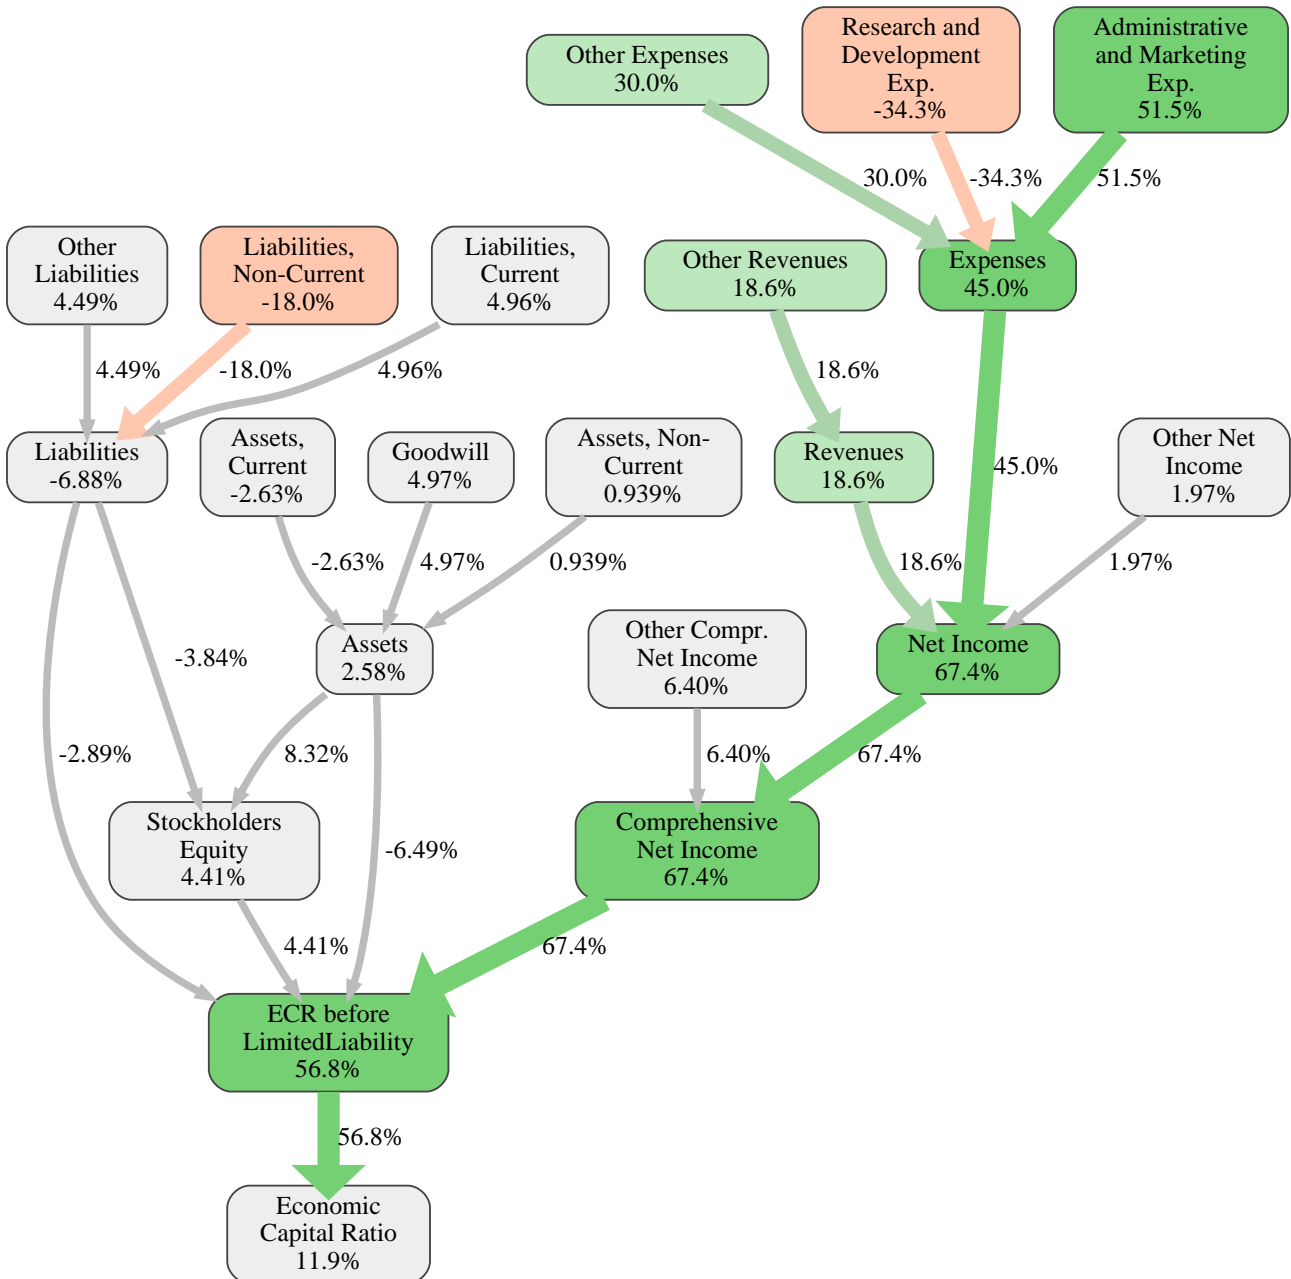 Other Expenses
30.0%
Research and
Development
Exp.
-34.3%
Administrative
and Marketing
Exp.
51.5%
30.0%
-34.3%
51.5%
Other
Liabilities
4.49%
Liabilities,
Non-Current
-18.0%
Liabilities,
Current
4.96%
Other Revenues
18.6%
Expenses
45.0%
4.49%
-18.0%
4.96%
18.6%
Liabilities
-6.88%
Assets,
Current
-2.63%
Goodwill
4.97%
Assets, Non-
Current
0.939%
Revenues
18.6%
45.0%
Other Net
Income
1.97%
-2.63%
4.97%
0.939%
18.6%
1.97%
-3.84%
Assets
2.58%
Other Compr.
Net Income
6.40%
Net Income
67.4%
-2.89%
8.32%
6.40%
67.4%
Stockholders
Equity
4.41%
-6.49%
Comprehensive
Net Income
67.4%
4.41%
67.4%
ECR before
LimitedLiability
56.8%
56.8%
Economic
Capital Ratio
11.9%